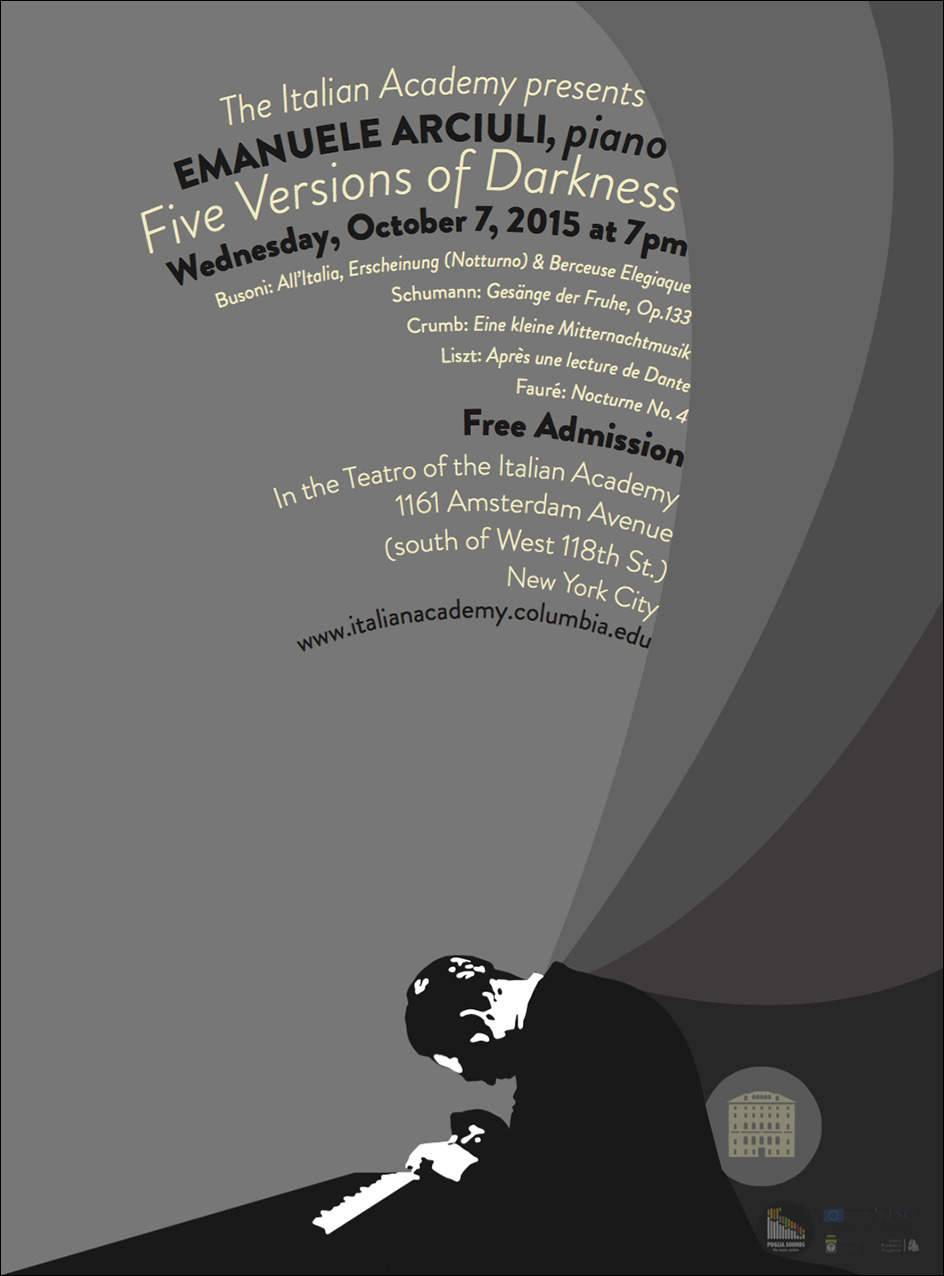 The Italian Academy presents
EMANUELE ARCIULI, piano
Five Versions of Darkness
Wednesday, October 7, 2015 at 7pm
Busoni: All'Italia, Erscheinung (Notturno) & Berceuse Elegiaque
Schumann: Gesänge der Fruhe, Op.133
Crumb: Eine kleine Mitternachtmusik
Liszt: Après une lecture de Dante
Fauré: Nocturne No. 4
Free Admission
In the Teatro of the Italian Academy
1161 Amsterdam Avenue
(south of West 118th St.)
New York City
www.italianacademy.columbia.edu
PUGLIA SOUNDS